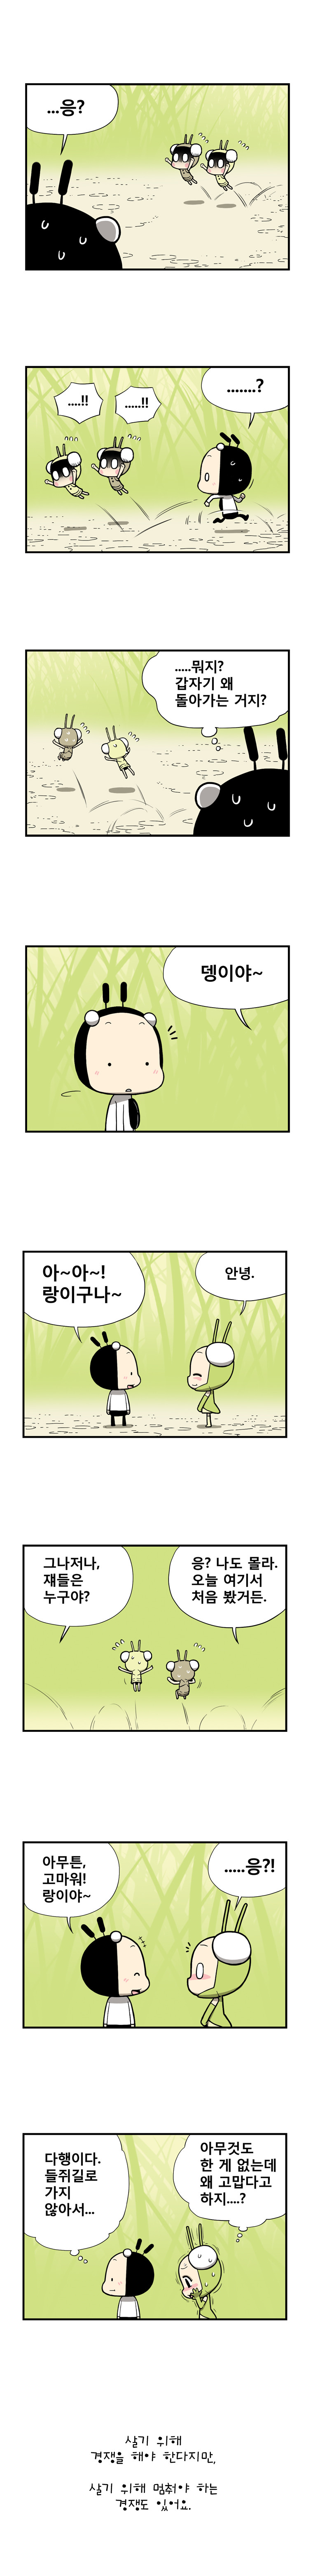 ...응?
....!!
.....!!
.......?
.....뭐지?
갑자기 왜
돌아가는 거지?
뎅이야~
아~아~!
랑이구나~
안녕.
그나저나,
쟤들은
누구야?
응? 나도 몰라.
오늘 여기서
처음 봤거든.
아무튼,
고마워!
랑이야~
.....응?!
다행이다.
들쥐길로
가지
않아서...
아무것도
한 게 없는데
왜 고맙다고
하지....?
살기 위해
경쟁을 해야 한다지만,
살기 위해 멈춰야 하는
경쟁도 있어요.